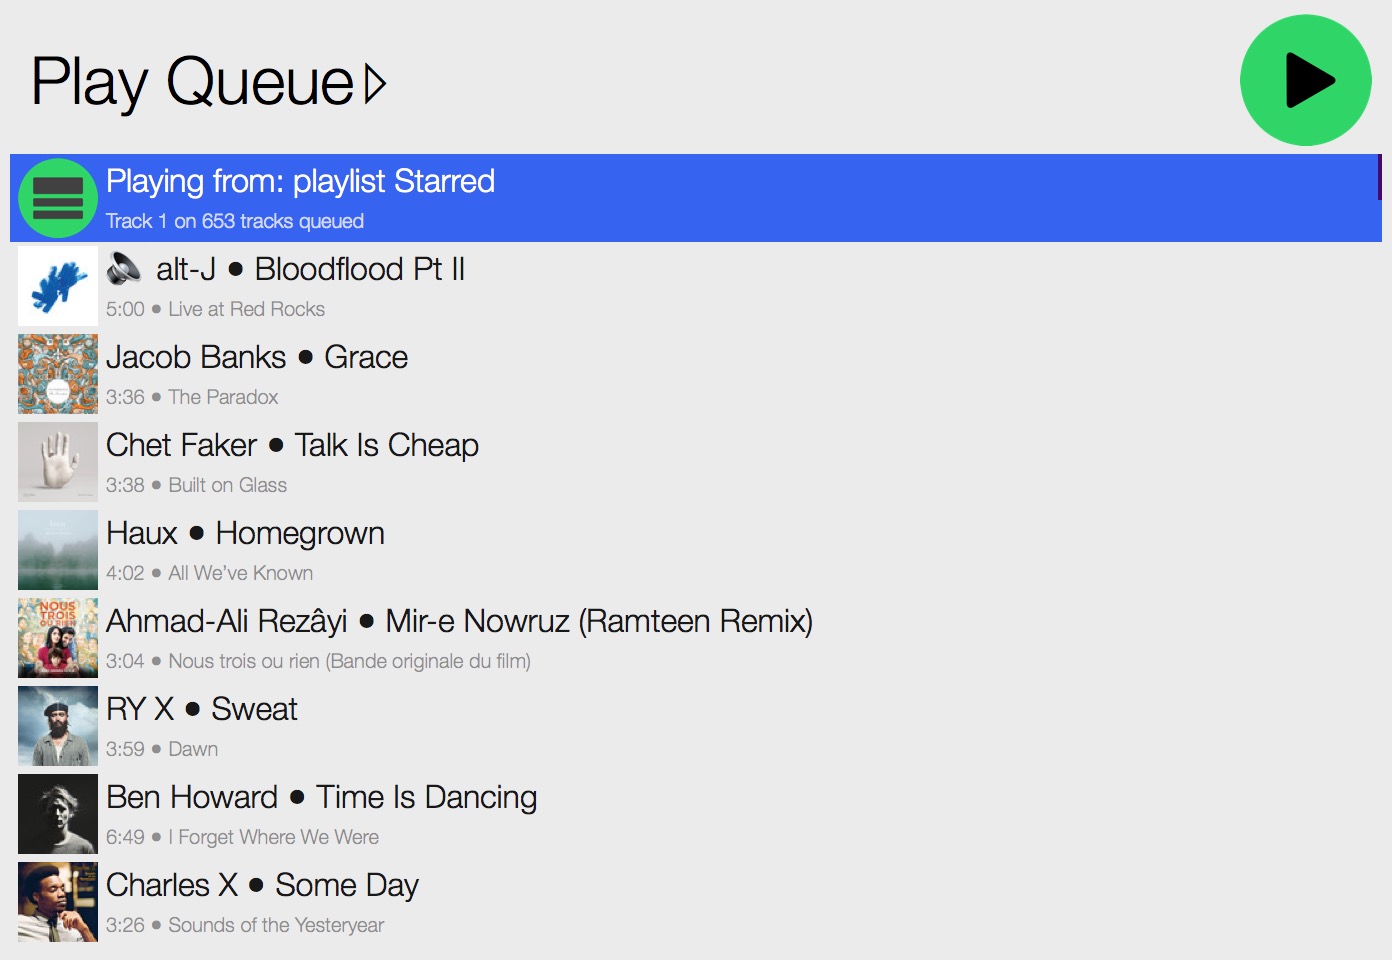 Play Queue
Playing from: playlist Starred
Track 1 on 653 tracks queued
alt-J ● Bloodflood Pt II
5:00 ● Live at Red Rocks
Jacob Banks ● Grace
3:36 ● The Paradox
Chet Faker ● Talk Is Cheap
3:38 ● Built on Glass
Haux ● Homegrown
4:02 ● All We've Known
NOUS
TROIS
OU RIEN
Ahmad-Ali Rezâyi ● Mir-e Nowruz (Ramteen Remix)
3:04 ● Nous trois ou rien (Bande originale du film)
RY X ● Sweat
3:59 ● Dawn
Ben Howard ● Time Is Dancing
6:49 ● I Forget Where We Were
Charles X ● Some Day
3:26 ● Sounds of the Yesteryear